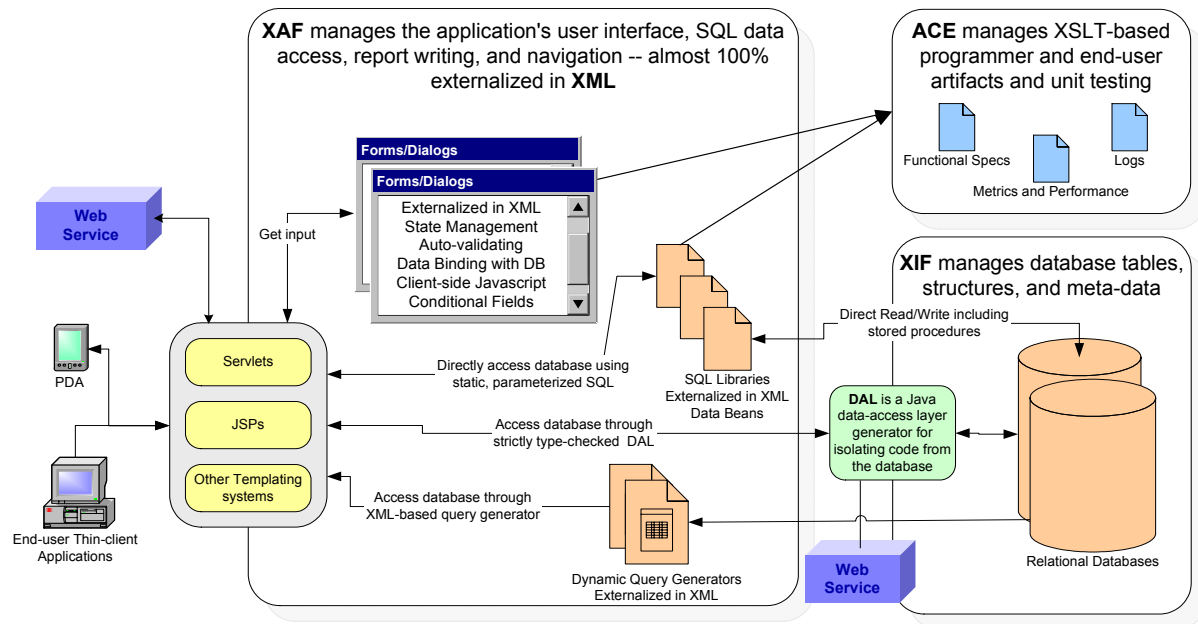 XAF manages the application's user interface, SQL data
access, report writing, and navigation -- almost 100%
externalized in XML
ACE manages XSLT-based
programmer and end-user
artifacts and unit testing
Functional Specs
Logs
Metrics and Performance
Forms/Dialogs
Forms/Dialogs
Externalized in XML
State Management
Auto-validating
Data Binding with DB
Client-side Javascript
Conditional Fields
Web
Service
Get input
XIF manages database tables,
structures, and meta-data
Direct Read/Write including
stored procedures
PDA
Servlets
JSPs
Other Templating
systems
Directly access database using
static, parameterized SQL
SQL Libraries
Externalized in XML
Data Beans
Access database through
strictly type-checked DAL
DAL is a Java
data-access layer
generator for
isolating code from
the database
Access database through
XML-based query generator
End-user Thin-client
Applications
Dynamic Query Generators
Externalized in XML
Web
Service
Relational Databases